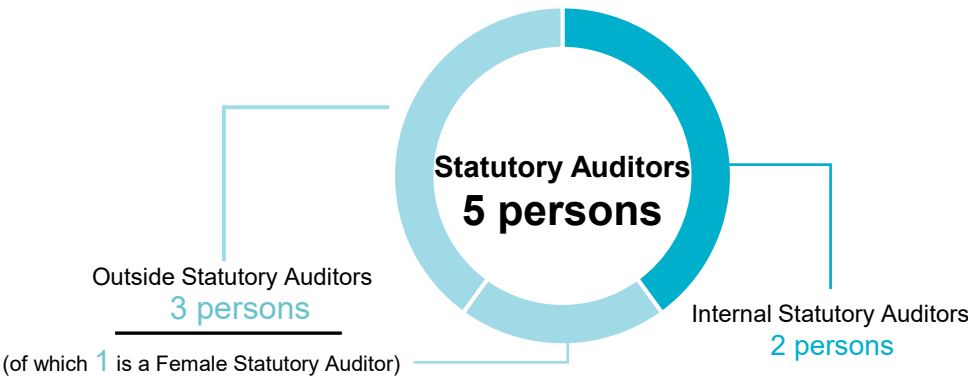 Statutory Auditors
5 persons
Outside Statutory Auditors
3 persons
(of which 1 is a Female Statutory Auditor)
Internal Statutory Auditors
2 persons